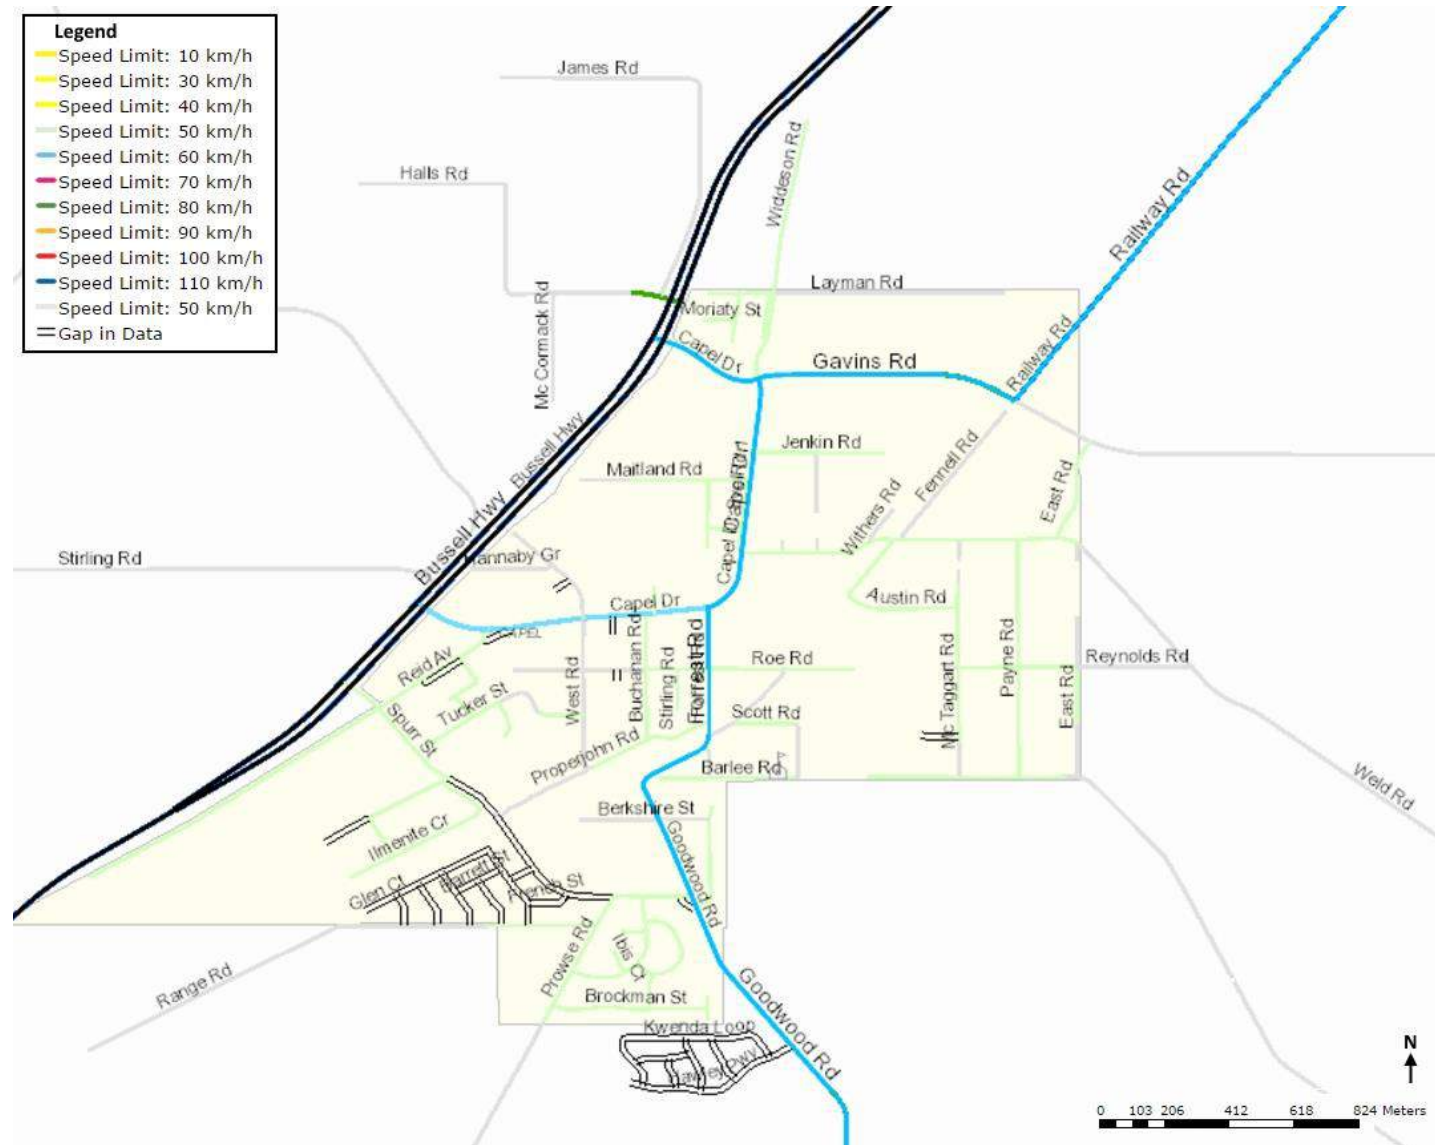 Legend
Speed Limit: 10 km/h
Speed Limit: 30 km/h
Speed Limit: 40 km/h
Speed Limit: 50 km/h
Speed Limit: 60 km/h
Speed Limit: 70 km/h
Speed Limit: 80 km/h
Speed Limit: 90 km/h
Speed Limit: 100 km/h
Speed Limit: 110 km/h
Speed Limit: 50 km/h
Gap in Data
James Rd
Halls Rd
Widdeson Rd
Railway Rd
Layman Rd
Mc Cormack Rd
Moriaty St
Capel Dr
Gavins Rd
Railway Rd
Bussell Hwy
Jenkin Rd
Maitland Rd
Fennell Rd
East Rd
Withers Rd
Bussell Hwy
Capel Dr
Stirling Rd
Mannaby Gr
Capel Dr
Austin Rd
CAPEL
Reid Av
West Rd
Buchanan Rd
Stirling Rd
Forrest Rd
Roe Rd
Mc Taggart Rd
Payne Rd
East Rd
Reynolds Rd
Tucker St
Spurr St
Scott Rd
Properjohn Rd
Barlee Rd
Weld Rd
Berkshire St
Ilmenite Cr
Goodwood Rd
Glen Ct
Barrett St
French St
Ibis Ct
Prowse Rd
Range Rd
Brockman St
Goodwood Rd
Kwenda Loop
Pwy
N
0 103 206 412 618 824 Meters